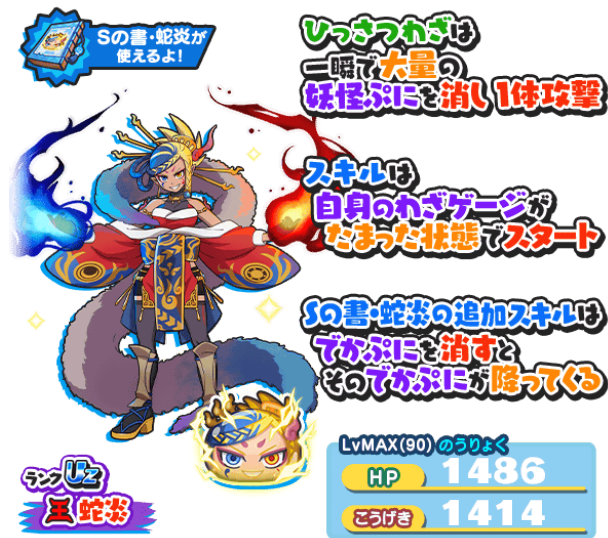 Sの書・蛇炎が
使えるよ!
ひっさつわざは
一瞬で大量の
妖怪ぷにを消し 1体攻撃
スキルは
自身のわざゲージが
たまった状態でスタート
Sの書・蛇炎の追加スキルは
でかぷにを消すと
そのでかぷにが降ってくる
ランク UZ
王 蛇炎
LvMAX(90) のうりょく
HP 1486
こうげき 1414